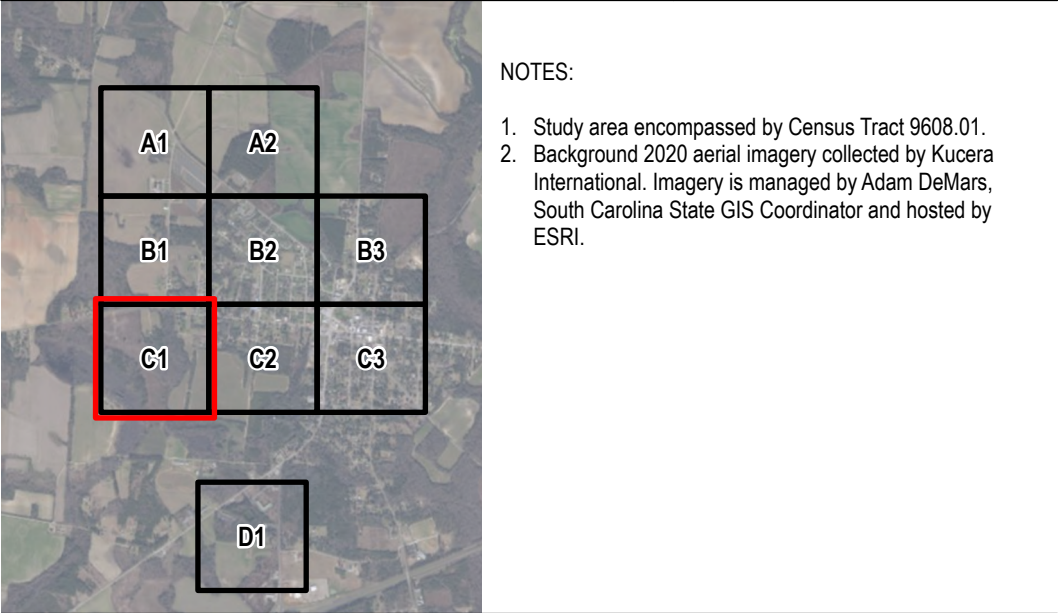 A1 A2
B1 B2 B3
C1 C2 C3
D1
NOTES:
1. Study area encompassed by Census Tract 9608.01.
2. Background 2020 aerial imagery collected by Kucera
International. Imagery is managed by Adam DeMars,
South Carolina State GIS Coordinator and hosted by
ESRI.